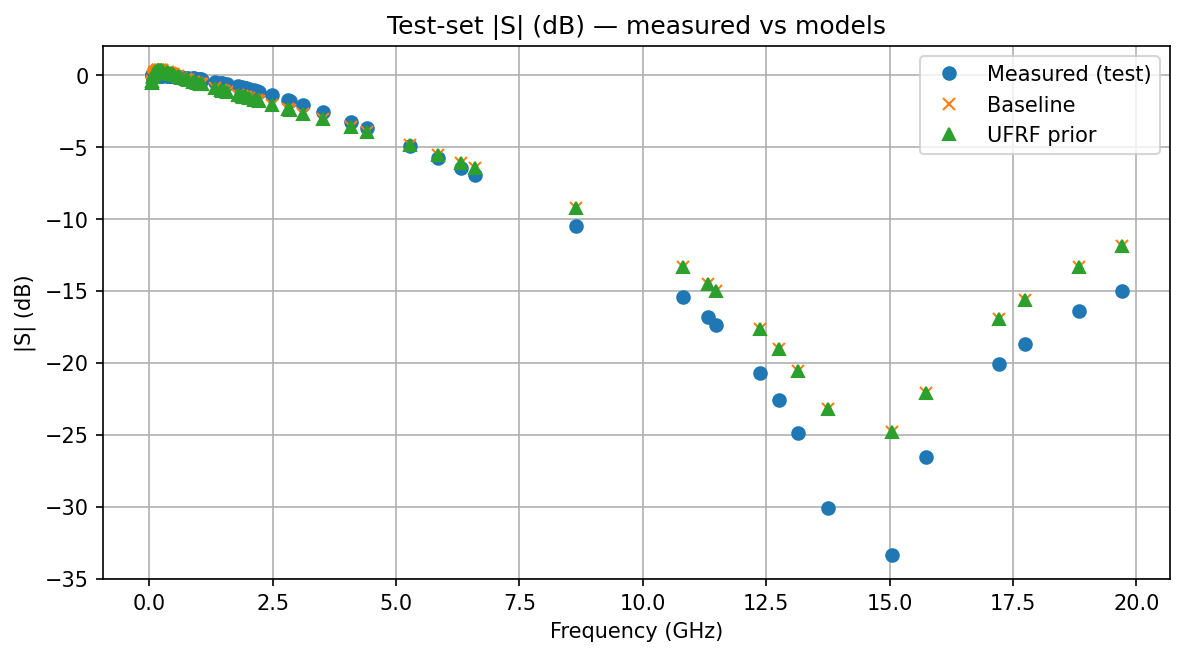 Test-set |S| (dB) — measured vs models
Measured (test)
Baseline
UFRF prior
|S| (dB)
0
−5
−10
−15
−20
−25
−30
−35
0.0 2.5 5.0 7.5 10.0 12.5 15.0 17.5 20.0
Frequency (GHz)